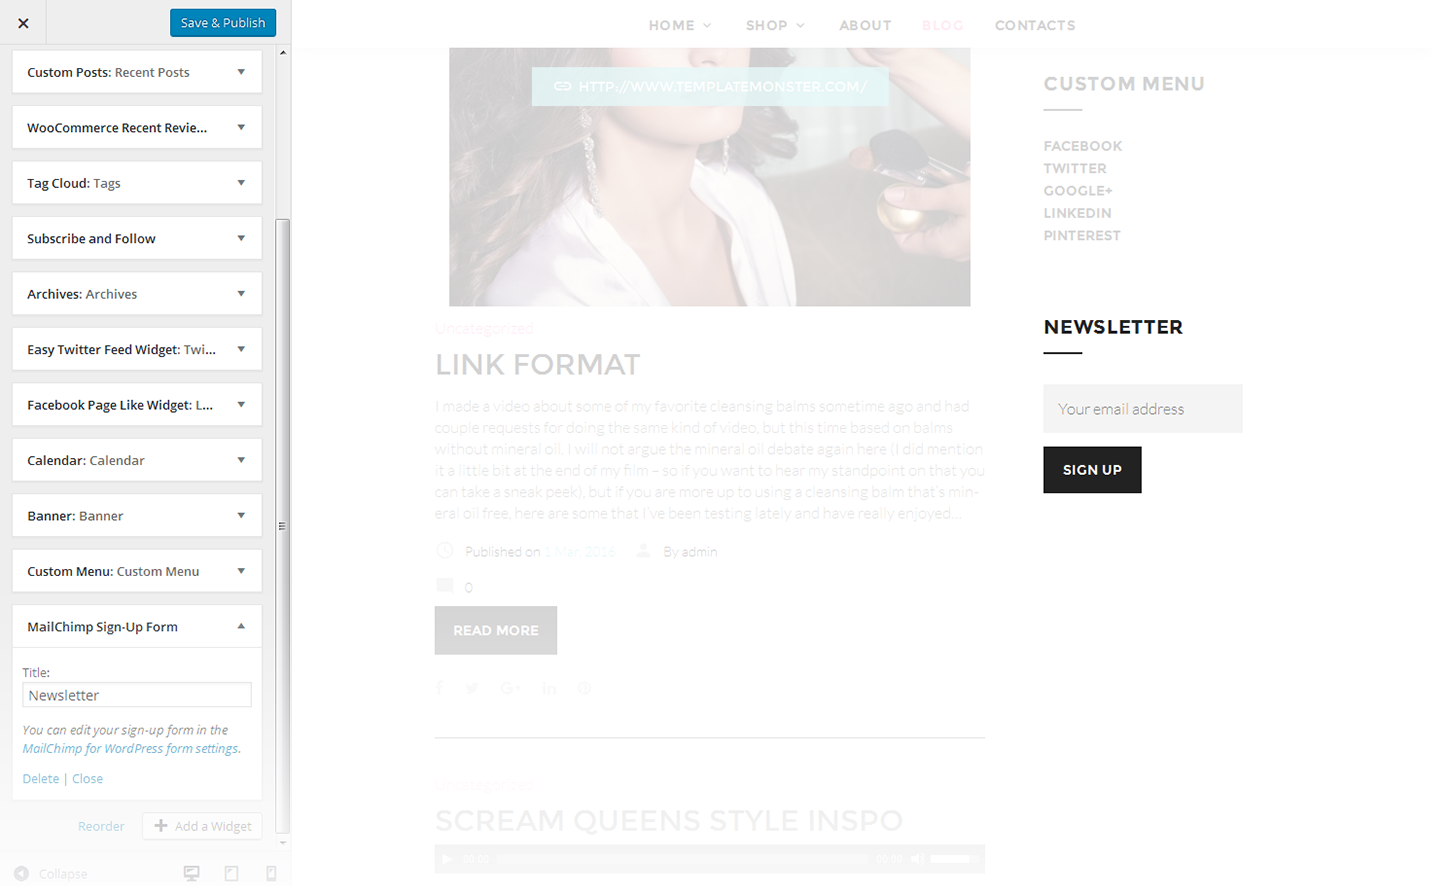 Save & Publish
Custom Posts: Recent Posts
WooCommerce Recent Revie...
Tag Cloud: Tags
Subscribe and Follow
Archives: Archives
Easy Twitter Feed Widget: Twi...
Facebook Page Like Widget: L...
Calendar: Calendar
Banner: Banner
Custom Menu: Custom Menu
MailChimp Sign-Up Form
Title:
Newsletter
You can edit your sign-up form in the
MailChimp for WordPress form settings.
Delete | Close
Reorder
Add a Widget
Collapse
HOME SHOP ABOUT BLOG CONTACTS
HTTP://WWW.TEMPLATEMONSTER.COM/
Uncategorized
LINK FORMAT
I made a video about some of my favorite cleansing balms sometime ago and had
couple requests for doing the same kind of video, but this time based on balms
without mineral oil. I will not argue the mineral oil debate again here (I did mention
it a little bit at the end of my film – so if you want to hear my standpoint on that you
can take a sneak peek), but if you are more up to using a cleansing balm that's min-
eral oil free, here are some that I've been testing lately and have really enjoyed...
Published on 1 Mar, 2016 By admin
0
READ MORE
Uncategorized
SCREAM QUEENS STYLE INSPO
00:00 00:00
CUSTOM MENU
FACEBOOK
TWITTER
GOOGLE+
LINKEDIN
PINTEREST
NEWSLETTER
Your email address
SIGN UP